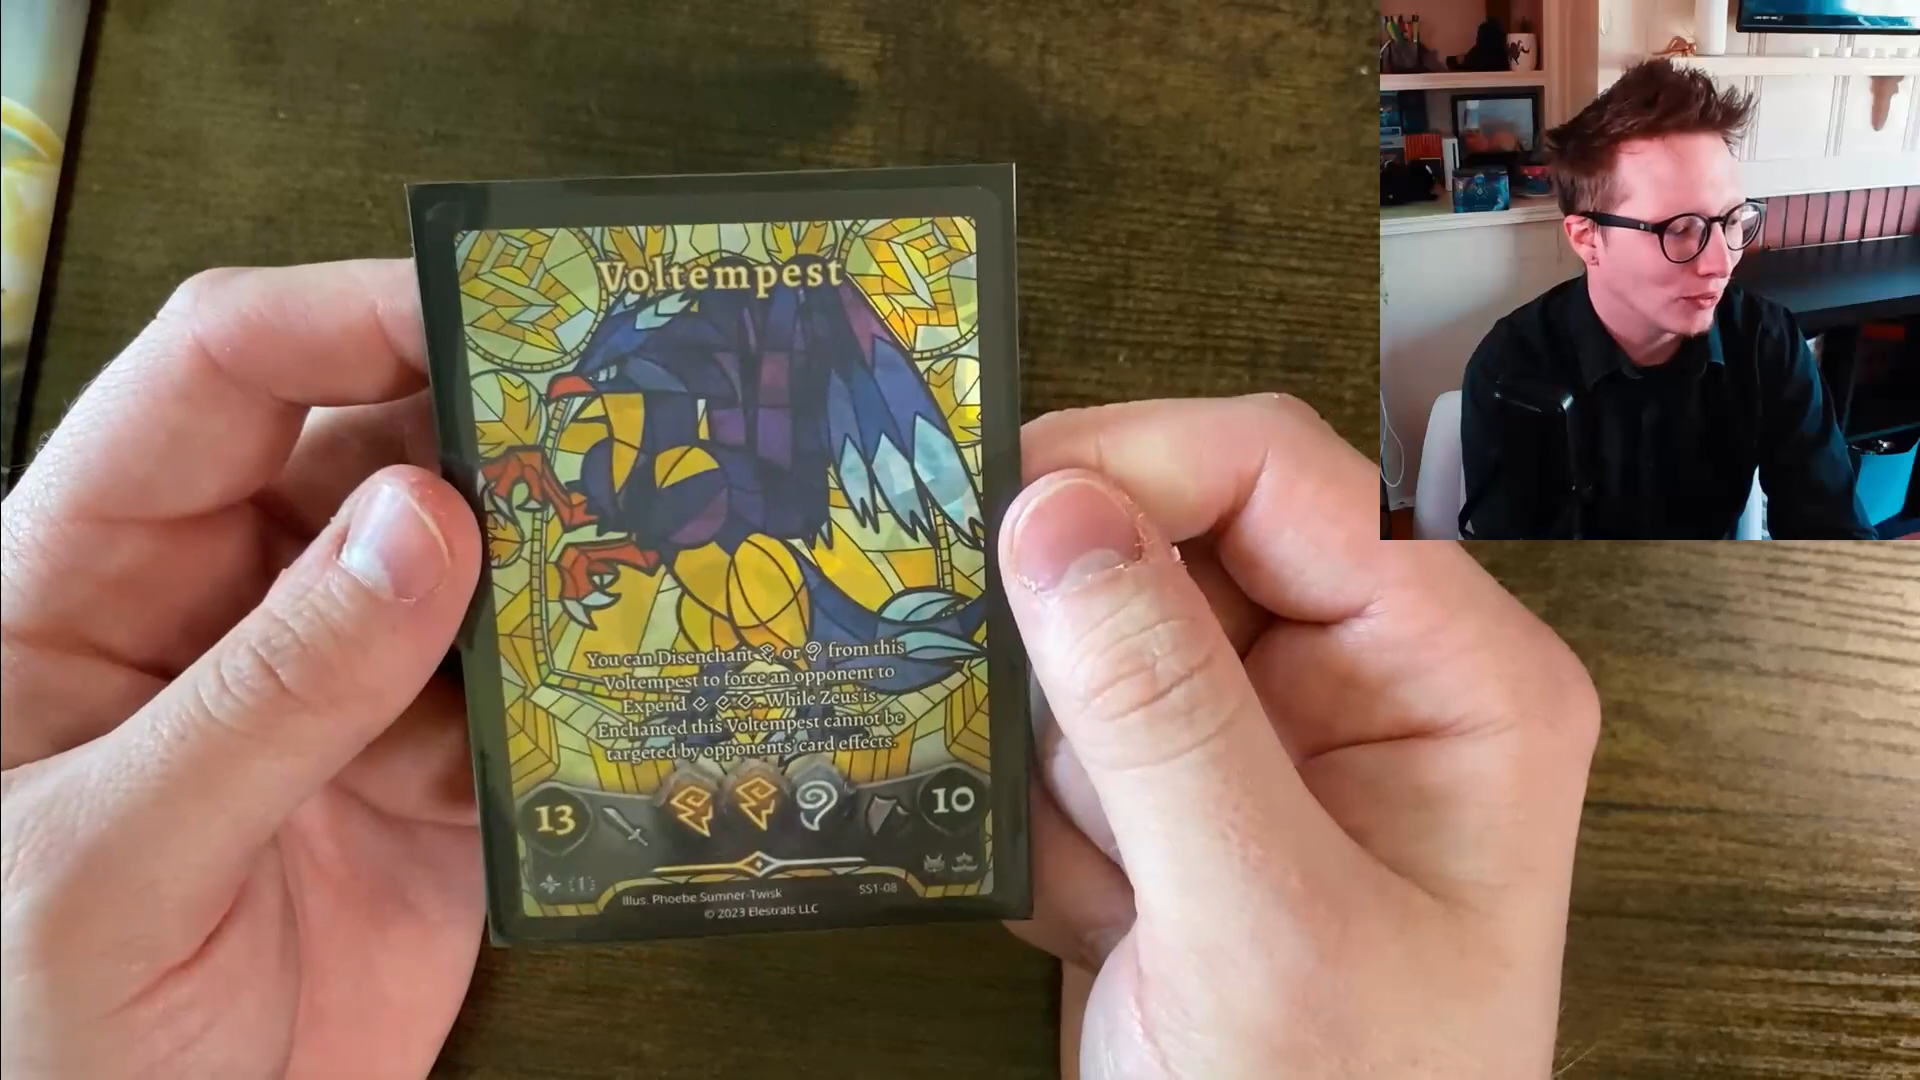 Voltempest
You can Disenchant or from this
Voltempest to force an opponent to
Expend . While Zeus is
Enchanted this Voltempest cannot be
targeted by opponents' card effects.
13
10
(1)
Illus. Phoebe Sumner-Twisk
SS1-08
© 2023 Elestrals LLC